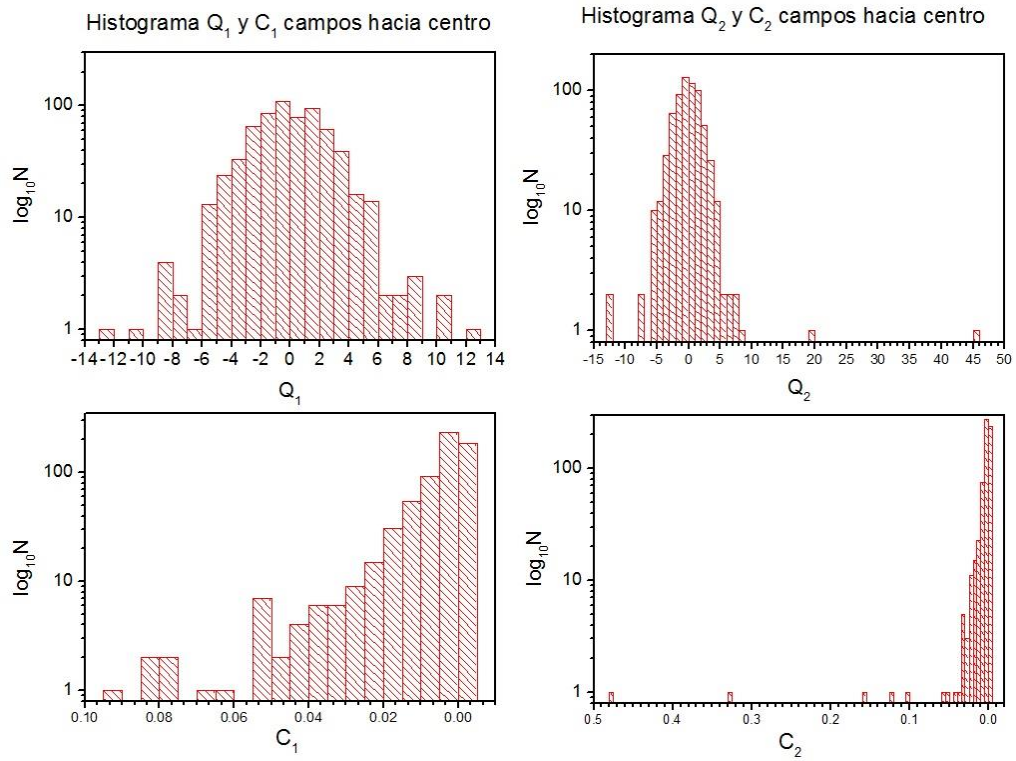 Histograma Q₁ y C₁ campos hacia centro
log₁₀N
100
10
1
-14 -12 -10 -8 -6 -4 -2 0 2 4 6 8 10 12 14
Q₁
Histograma Q₂ y C₂ campos hacia centro
log₁₀N
100
10
1
-15 -10 -5 0 5 10 15 20 25 30 35 40 45 50
Q₂
log₁₀N
100
10
1
0.10 0.08 0.06 0.04 0.02 0.00
C₁
log₁₀N
100
10
1
0.5 0.4 0.3 0.2 0.1 0.0
C₂